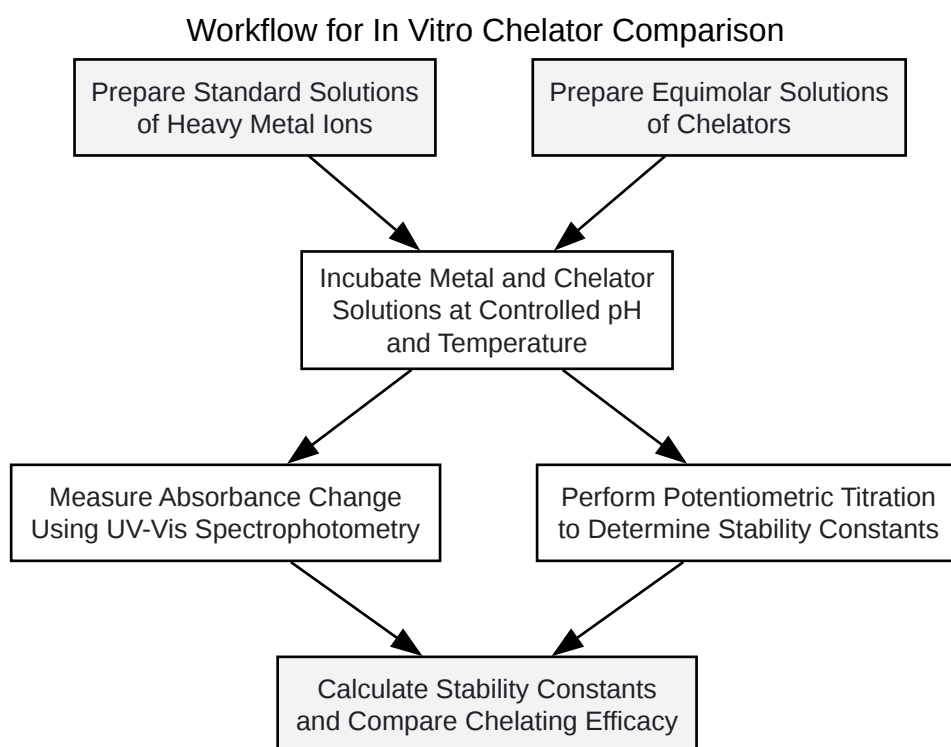 Workflow for In Vitro Chelator Comparison
Prepare Standard Solutions
of Heavy Metal Ions
Prepare Equimolar Solutions
of Chelators
Incubate Metal and Chelator
Solutions at Controlled pH
and Temperature
Measure Absorbance Change
Using UV-Vis Spectrophotometry
Perform Potentiometric Titration
to Determine Stability Constants
Calculate Stability Constants
and Compare Chelating Efficacy